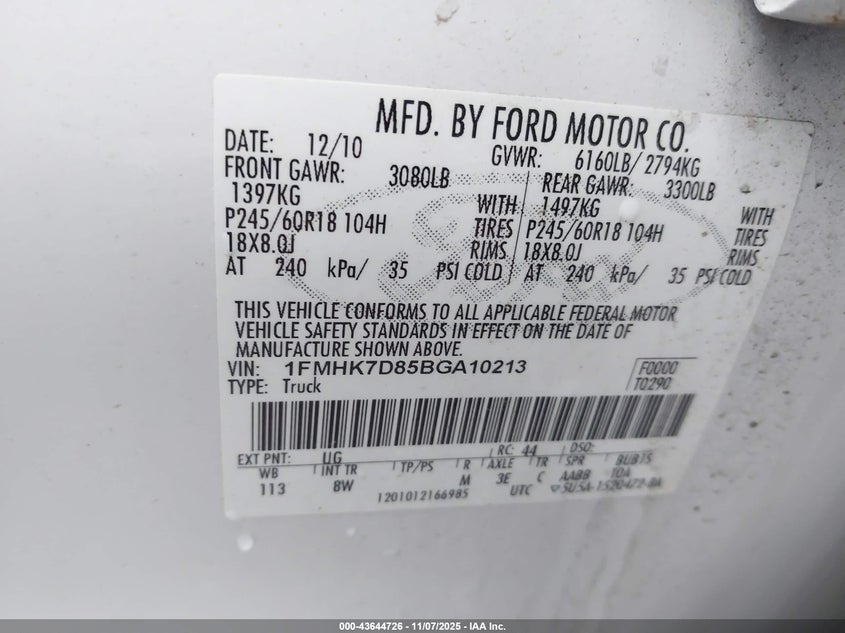 MFD. BY FORD MOTOR CO.
DATE: 12/10 GVWR: 6160LB/ 2794KG
FRONT GAWR: 3080LB REAR GAWR: 3300LB
1397KG WITH 1497KG WITH
P245/60R18 104H TIRES P245/60R18 104H TIRES
18X8.0J RIMS 18X8.0J RIMS
AT 240 kPa/ 35 PSI COLD AT 240 kPa/ 35 PSI COLD
THIS VEHICLE CONFORMS TO ALL APPLICABLE FEDERAL MOTOR
VEHICLE SAFETY STANDARDS IN EFFECT ON THE DATE OF
MANUFACTURE SHOWN ABOVE.
VIN: 1FMHK7D85BGA10213 F0000
TYPE: Truck T0290
EXT PNT: UG RC: 44 DSO:
WB INT TR TP/PS R AXLE TR SPR
113 8W M 3E C AABB
1201012166985 UTC
000-43644726 - 11/07/2025 - IAA Inc.